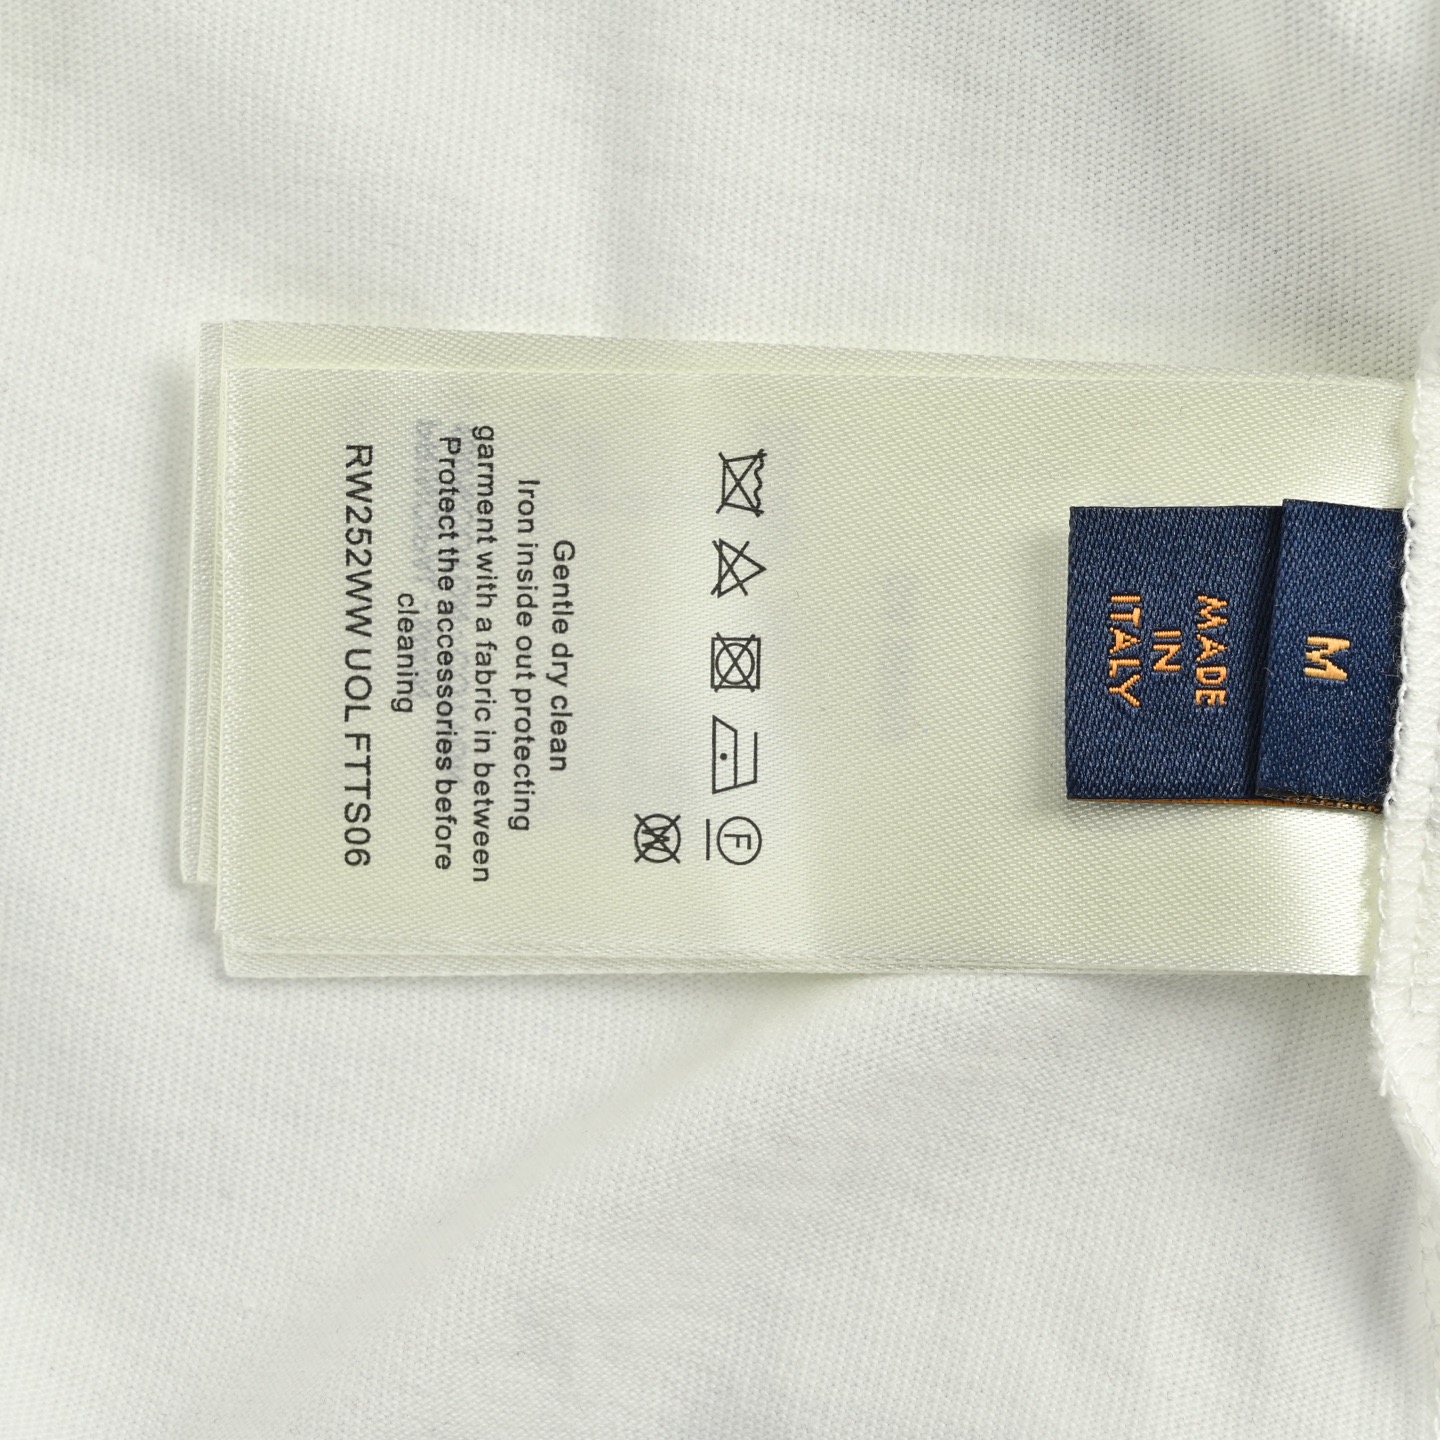 M
MADE
IN
ITALY
F
W
Gentle dry clean
Iron inside out protecting
garment with a fabric in between
Protect the accessories before
cleaning
RW252WW UOL FTTS06